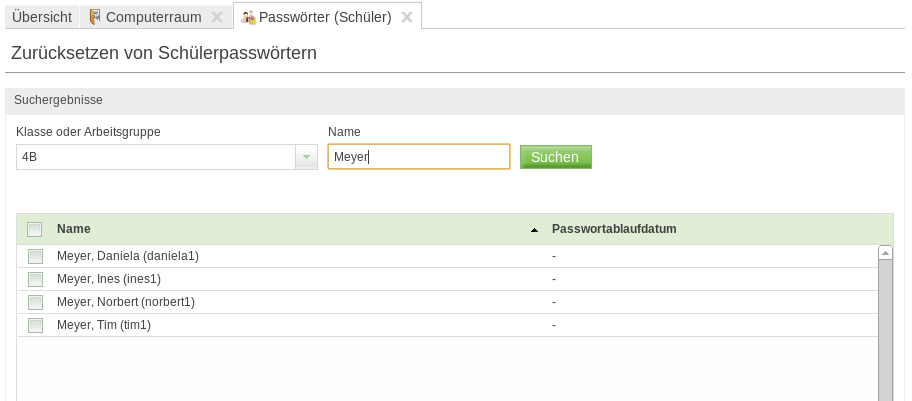 Übersicht Computerraum Passwörter (Schüler)
Zurücksetzen von Schülerpasswörtern
Suchergebnisse
Klasse oder Arbeitsgruppe Name
4B Meyer Suchen
Name Passwortablaufdatum
Meyer, Daniela (daniela1) -
Meyer, Ines (ines1) -
Meyer, Norbert (norbert1) -
Meyer, Tim (tim1) -